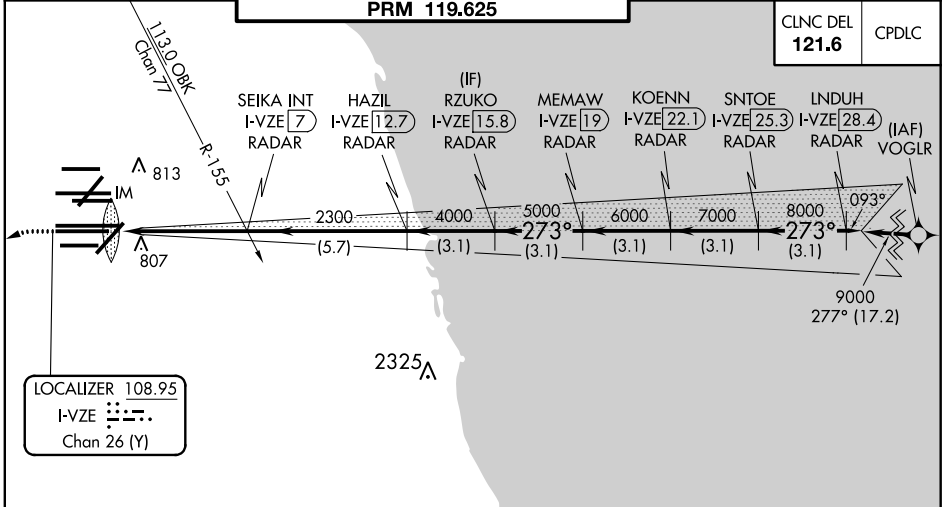 PRM 119.625
CLNC DEL
121.6
CPDLC
113.0 OBK
Chan 77
R-155
SEIKA INT
I-VZE 7
RADAR
HAZIL
I-VZE 12.7
RADAR
(IF)
RZUKO
I-VZE 15.8
RADAR
MEMAW
I-VZE 19
RADAR
KOENN
I-VZE 22.1
RADAR
SNTOE
I-VZE 25.3
RADAR
LNDUH
I-VZE 28.4
RADAR
(IAF)
VOGLR
813
IM
093°
2300
4000
5000
6000
7000
8000
273°
273°
(5.7)
(3.1)
(3.1)
(3.1)
(3.1)
(3.1)
807
9000
277° (17.2)
2325
LOCALIZER 108.95
I-VZE
Chan 26 (Y)